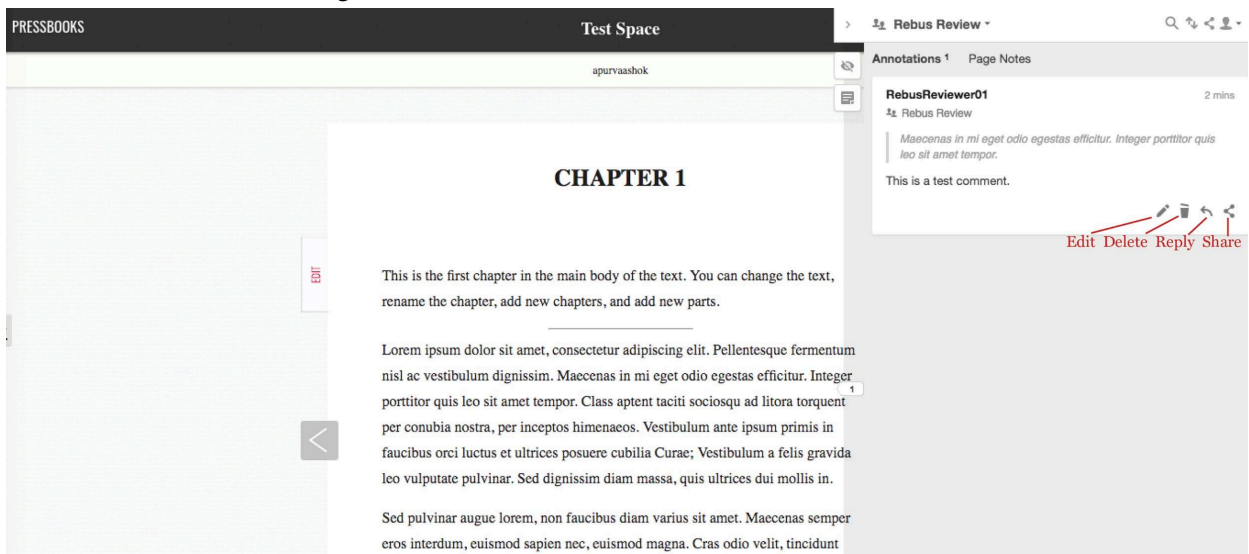 PRESSBOOKS
Test Space
apurvaashok
EDIT
CHAPTER 1
This is the first chapter in the main body of the text. You can change the text,
rename the chapter, add new chapters, and add new parts.
Lorem ipsum dolor sit amet, consectetur adipiscing elit. Pellentesque fermentum
nisl ac vestibulum dignissim. Maecenas in mi eget odio egestas efficitur. Integer
porttitor quis leo sit amet tempor. Class aptent taciti sociosqu ad litora torquent
per conubia nostra, per inceptos himenaeos. Vestibulum ante ipsum primis in
faucibus orci luctus et ultrices posuere cubilia Curae; Vestibulum a felis gravida
leo vulputate pulvinar. Sed dignissim diam massa, quis ultrices dui mollis in.
Sed pulvinar augue lorem, non faucibus diam varius sit amet. Maecenas semper
eros interdum, euismod sapien nec, euismod magna. Cras odio velit, tincidunt
1
Rebus Review
Annotations 1 Page Notes
RebusReviewer01 2 mins
Rebus Review
Maecenas in mi eget odio egestas efficitur. Integer porttitor quis
leo sit amet tempor.
This is a test comment.
Edit Delete Reply Share